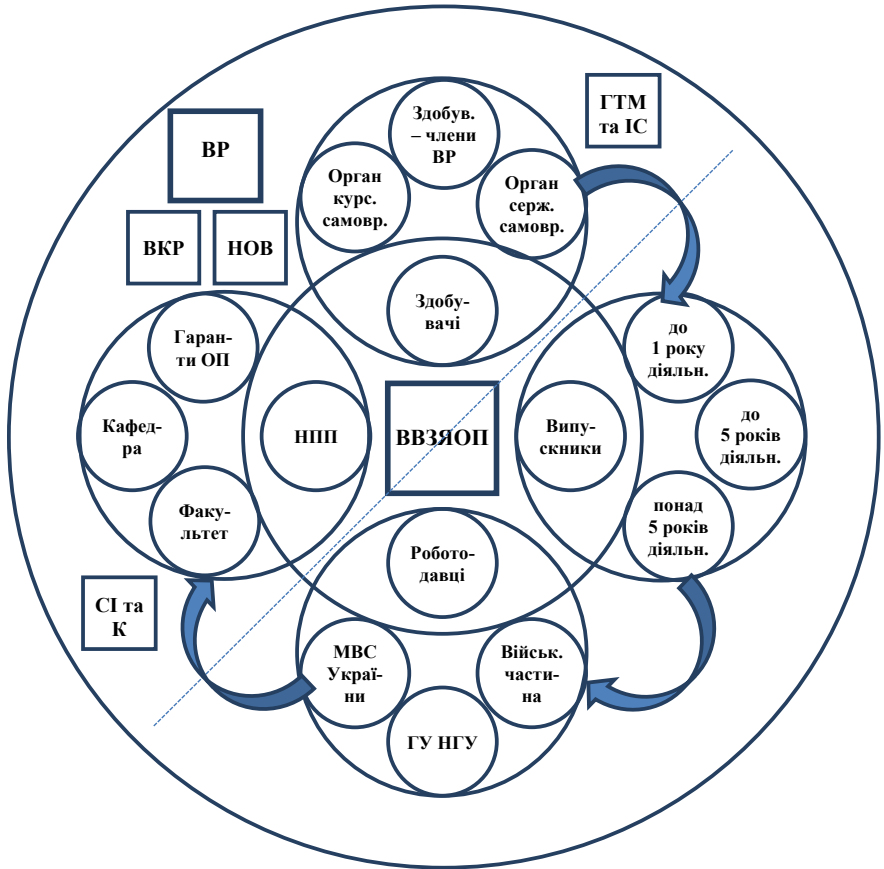 ГТМ
та ІС
Здобув.
– члени
ВР
ВР
Орган
курс.
самовр.
Орган
серж.
самовр.
ВКР
НОВ
Здобу-
вачі
Гаран-
ти ОП
до
1 року
діяльн.
Кафед-
ра
НПП
ВВЗЯОП
Випу-
скники
до
5 років
діяльн.
Факу-
льтет
понад
5 років
діяльн.
Робото-
давці
СІ та
К
МВС
Украї-
ни
Військ.
части-
на
ГУ НГУ